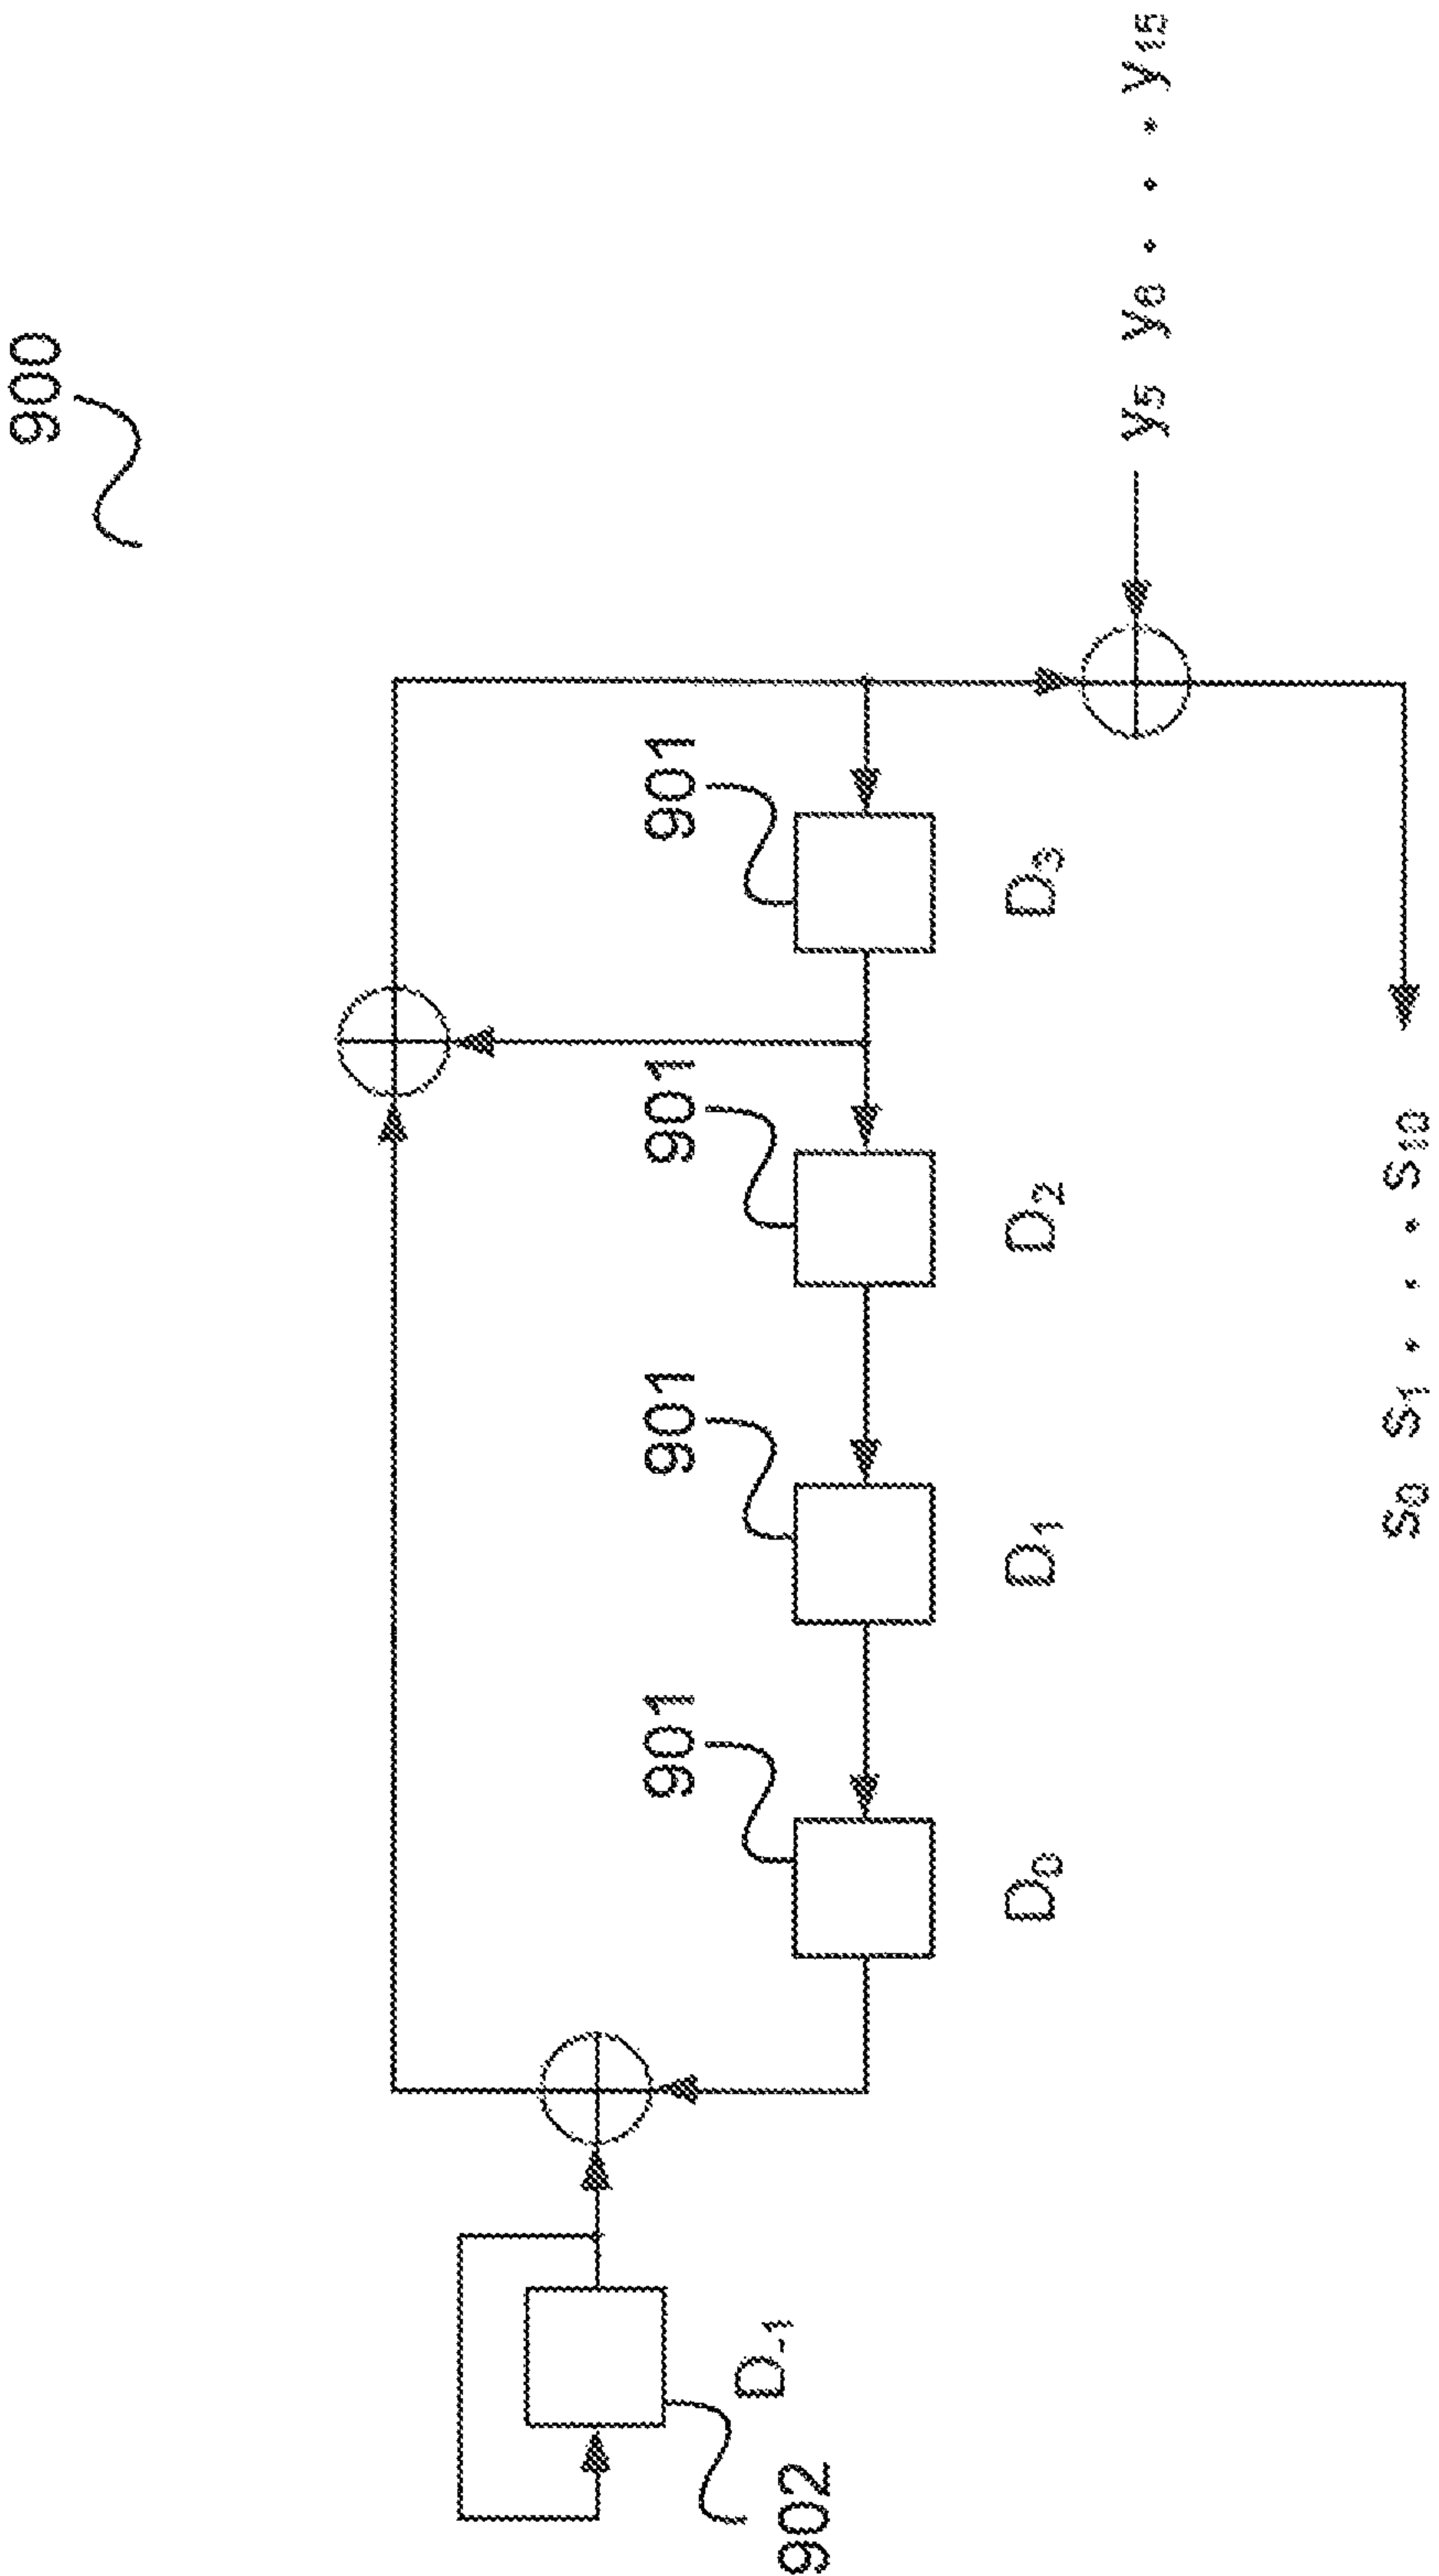 900
902
D₋₁
901
901
901
901
D₀
D₁
D₂
D₃
y₅ y₆ • • • y₁₅
s₀ s₁ • • • s₁₀